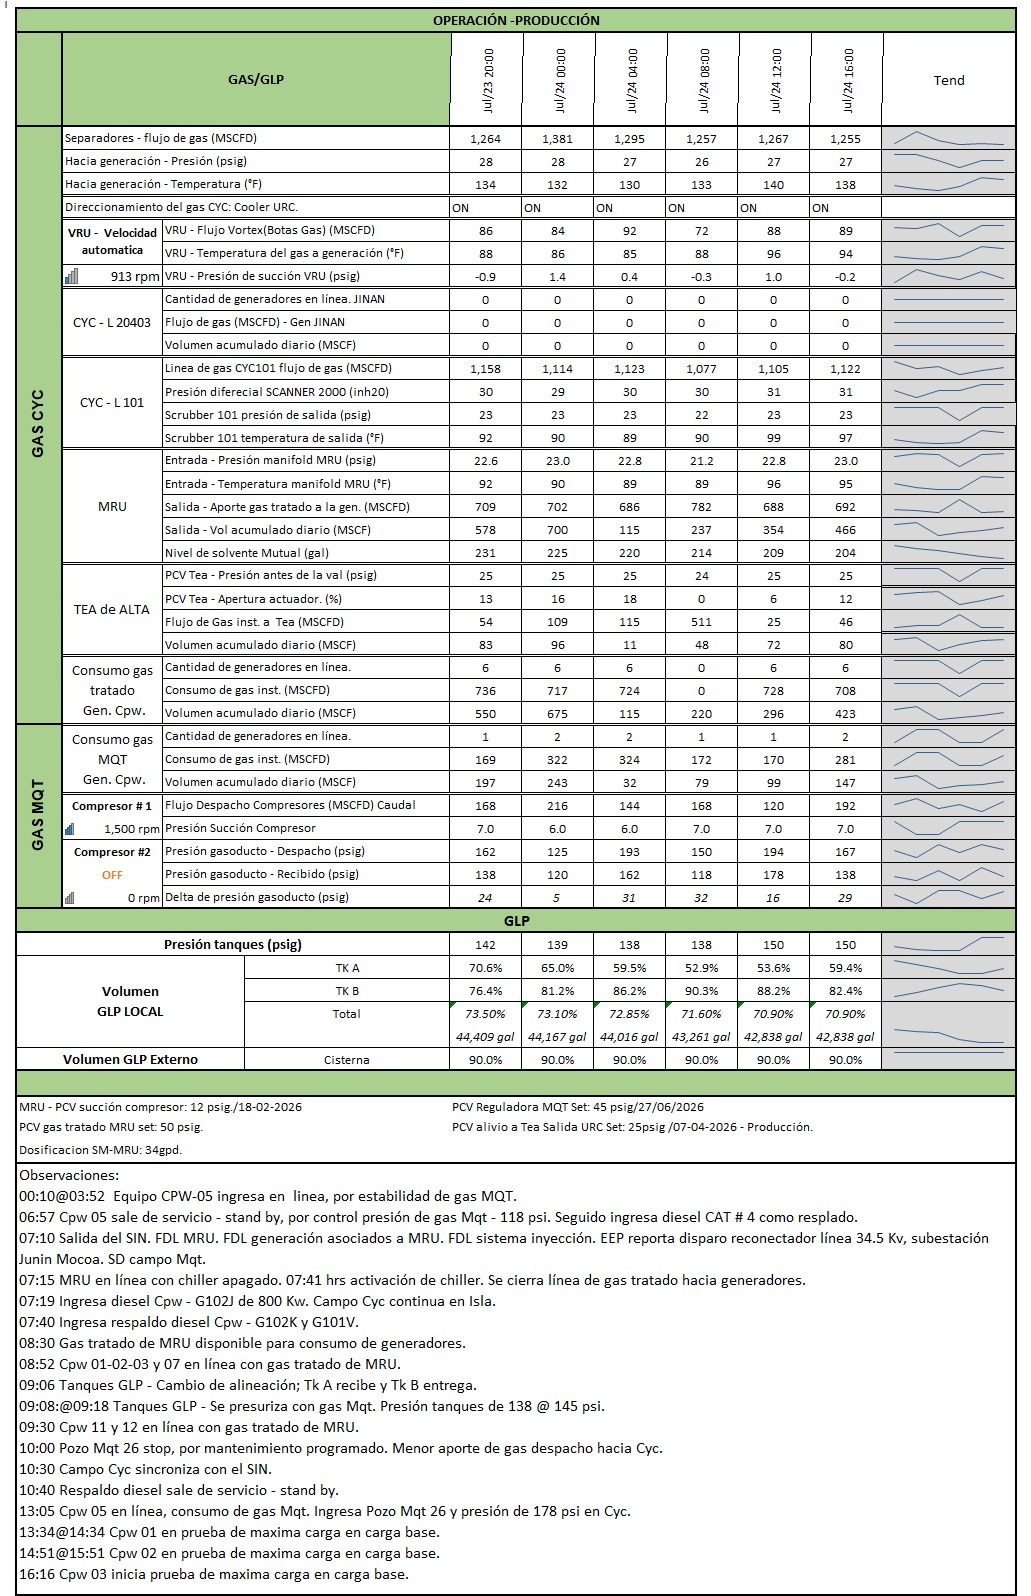 OPERACIÓN -PRODUCCIÓN
GAS/GLP Jul/23 20:00 Jul/24 00:00 Jul/24 04:00 Jul/24 08:00 Jul/24 12:00 Jul/24 16:00 Tend
GAS CYC
Separadores - flujo de gas (MSCFD) 1,264 1,381 1,295 1,257 1,267 1,255
Hacia generación - Presión (psig) 28 28 27 26 27 27
Hacia generación - Temperatura (°F) 134 132 130 133 140 138
Direccionamiento del gas CYC: Cooler URC. ON ON ON ON ON ON
VRU - Velocidad automatica
VRU - Flujo Vortex(Botas Gas) (MSCFD) 86 84 92 72 88 89
VRU - Temperatura del gas a generación (°F) 88 86 85 88 96 94
913 rpm VRU - Presión de succión VRU (psig) -0.9 1.4 0.4 -0.3 1.0 -0.2
CYC - L 20403
Cantidad de generadores en línea. JINAN 0 0 0 0 0 0
Flujo de gas (MSCFD) - Gen JINAN 0 0 0 0 0 0
Volumen acumulado diario (MSCF) 0 0 0 0 0 0
CYC - L 101
Linea de gas CYC101 flujo de gas (MSCFD) 1,158 1,114 1,123 1,077 1,105 1,122
Presión diferecial SCANNER 2000 (inh20) 30 29 30 30 31 31
Scrubber 101 presión de salida (psig) 23 23 23 22 23 23
Scrubber 101 temperatura de salida (°F) 92 90 89 90 99 97
MRU
Entrada - Presión manifold MRU (psig) 22.6 23.0 22.8 21.2 22.8 23.0
Entrada - Temperatura manifold MRU (°F) 92 90 89 89 96 95
Salida - Aporte gas tratado a la gen. (MSCFD) 709 702 686 782 688 692
Salida - Vol acumulado diario (MSCF) 578 700 115 237 354 466
Nivel de solvente Mutual (gal) 231 225 220 214 209 204
TEA de ALTA
PCV Tea - Presión antes de la val (psig) 25 25 25 24 25 25
PCV Tea - Apertura actuador. (%) 13 16 18 0 6 12
Flujo de Gas inst. a Tea (MSCFD) 54 109 115 511 25 46
Volumen acumulado diario (MSCF) 83 96 11 48 72 80
Consumo gas tratado Gen. Cpw.
Cantidad de generadores en línea. 6 6 6 0 6 6
Consumo de gas inst. (MSCFD) 736 717 724 0 728 708
Volumen acumulado diario (MSCF) 550 675 115 220 296 423
GAS MQT
Consumo gas MQT Gen. Cpw.
Cantidad de generadores en línea. 1 2 2 1 1 2
Consumo de gas inst. (MSCFD) 169 322 324 172 170 281
Volumen acumulado diario (MSCF) 197 243 32 79 99 147
Compresor # 1 Flujo Despacho Compresores (MSCFD) Caudal 168 216 144 168 120 192
1,500 rpm Presión Succión Compresor 7.0 6.0 6.0 7.0 7.0 7.0
Compresor #2 Presión gasoducto - Despacho (psig) 162 125 193 150 194 167
OFF Presión gasoducto - Recibido (psig) 138 120 162 118 178 138
0 rpm Delta de presión gasoducto (psig) 24 5 31 32 16 29
GLP
Presión tanques (psig) 142 139 138 138 150 150
Volumen GLP LOCAL
TK A 70.6% 65.0% 59.5% 52.9% 53.6% 59.4%
TK B 76.4% 81.2% 86.2% 90.3% 88.2% 82.4%
Total 73.50% 73.10% 72.85% 71.60% 70.90% 70.90%
44,409 gal 44,167 gal 44,016 gal 43,261 gal 42,838 gal 42,838 gal
Volumen GLP Externo Cisterna 90.0% 90.0% 90.0% 90.0% 90.0% 90.0%
MRU - PCV succión compresor: 12 psig./18-02-2026 PCV Reguladora MQT Set: 45 psig/27/06/2026
PCV gas tratado MRU set: 50 psig. PCV alivio a Tea Salida URC Set: 25psig /07-04-2026 - Producción.
Dosificacion SM-MRU: 34gpd.
Observaciones:
00:10@03:52 Equipo CPW-05 ingresa en linea, por estabilidad de gas MQT.
06:57 Cpw 05 sale de servicio - stand by, por control presión de gas Mqt - 118 psi. Seguido ingresa diesel CAT # 4 como resplado.
07:10 Salida del SIN. FDL MRU. FDL generación asociados a MRU. FDL sistema inyección. EEP reporta disparo reconectador línea 34.5 Kv, subestación
Junin Mocoa. SD campo Mqt.
07:15 MRU en línea con chiller apagado. 07:41 hrs activación de chiller. Se cierra línea de gas tratado hacia generadores.
07:19 Ingresa diesel Cpw - G102J de 800 Kw. Campo Cyc continua en Isla.
07:40 Ingresa respaldo diesel Cpw - G102K y G101V.
08:30 Gas tratado de MRU disponible para consumo de generadores.
08:52 Cpw 01-02-03 y 07 en línea con gas tratado de MRU.
09:06 Tanques GLP - Cambio de alineación; Tk A recibe y Tk B entrega.
09:08:@09:18 Tanques GLP - Se presuriza con gas Mqt. Presión tanques de 138 @ 145 psi.
09:30 Cpw 11 y 12 en línea con gas tratado de MRU.
10:00 Pozo Mqt 26 stop, por mantenimiento programado. Menor aporte de gas despacho hacia Cyc.
10:30 Campo Cyc sincroniza con el SIN.
10:40 Respaldo diesel sale de servicio - stand by.
13:05 Cpw 05 en línea, consumo de gas Mqt. Ingresa Pozo Mqt 26 y presión de 178 psi en Cyc.
13:34@14:34 Cpw 01 en prueba de maxima carga en carga base.
14:51@15:51 Cpw 02 en prueba de maxima carga en carga base.
16:16 Cpw 03 inicia prueba de maxima carga en carga base.